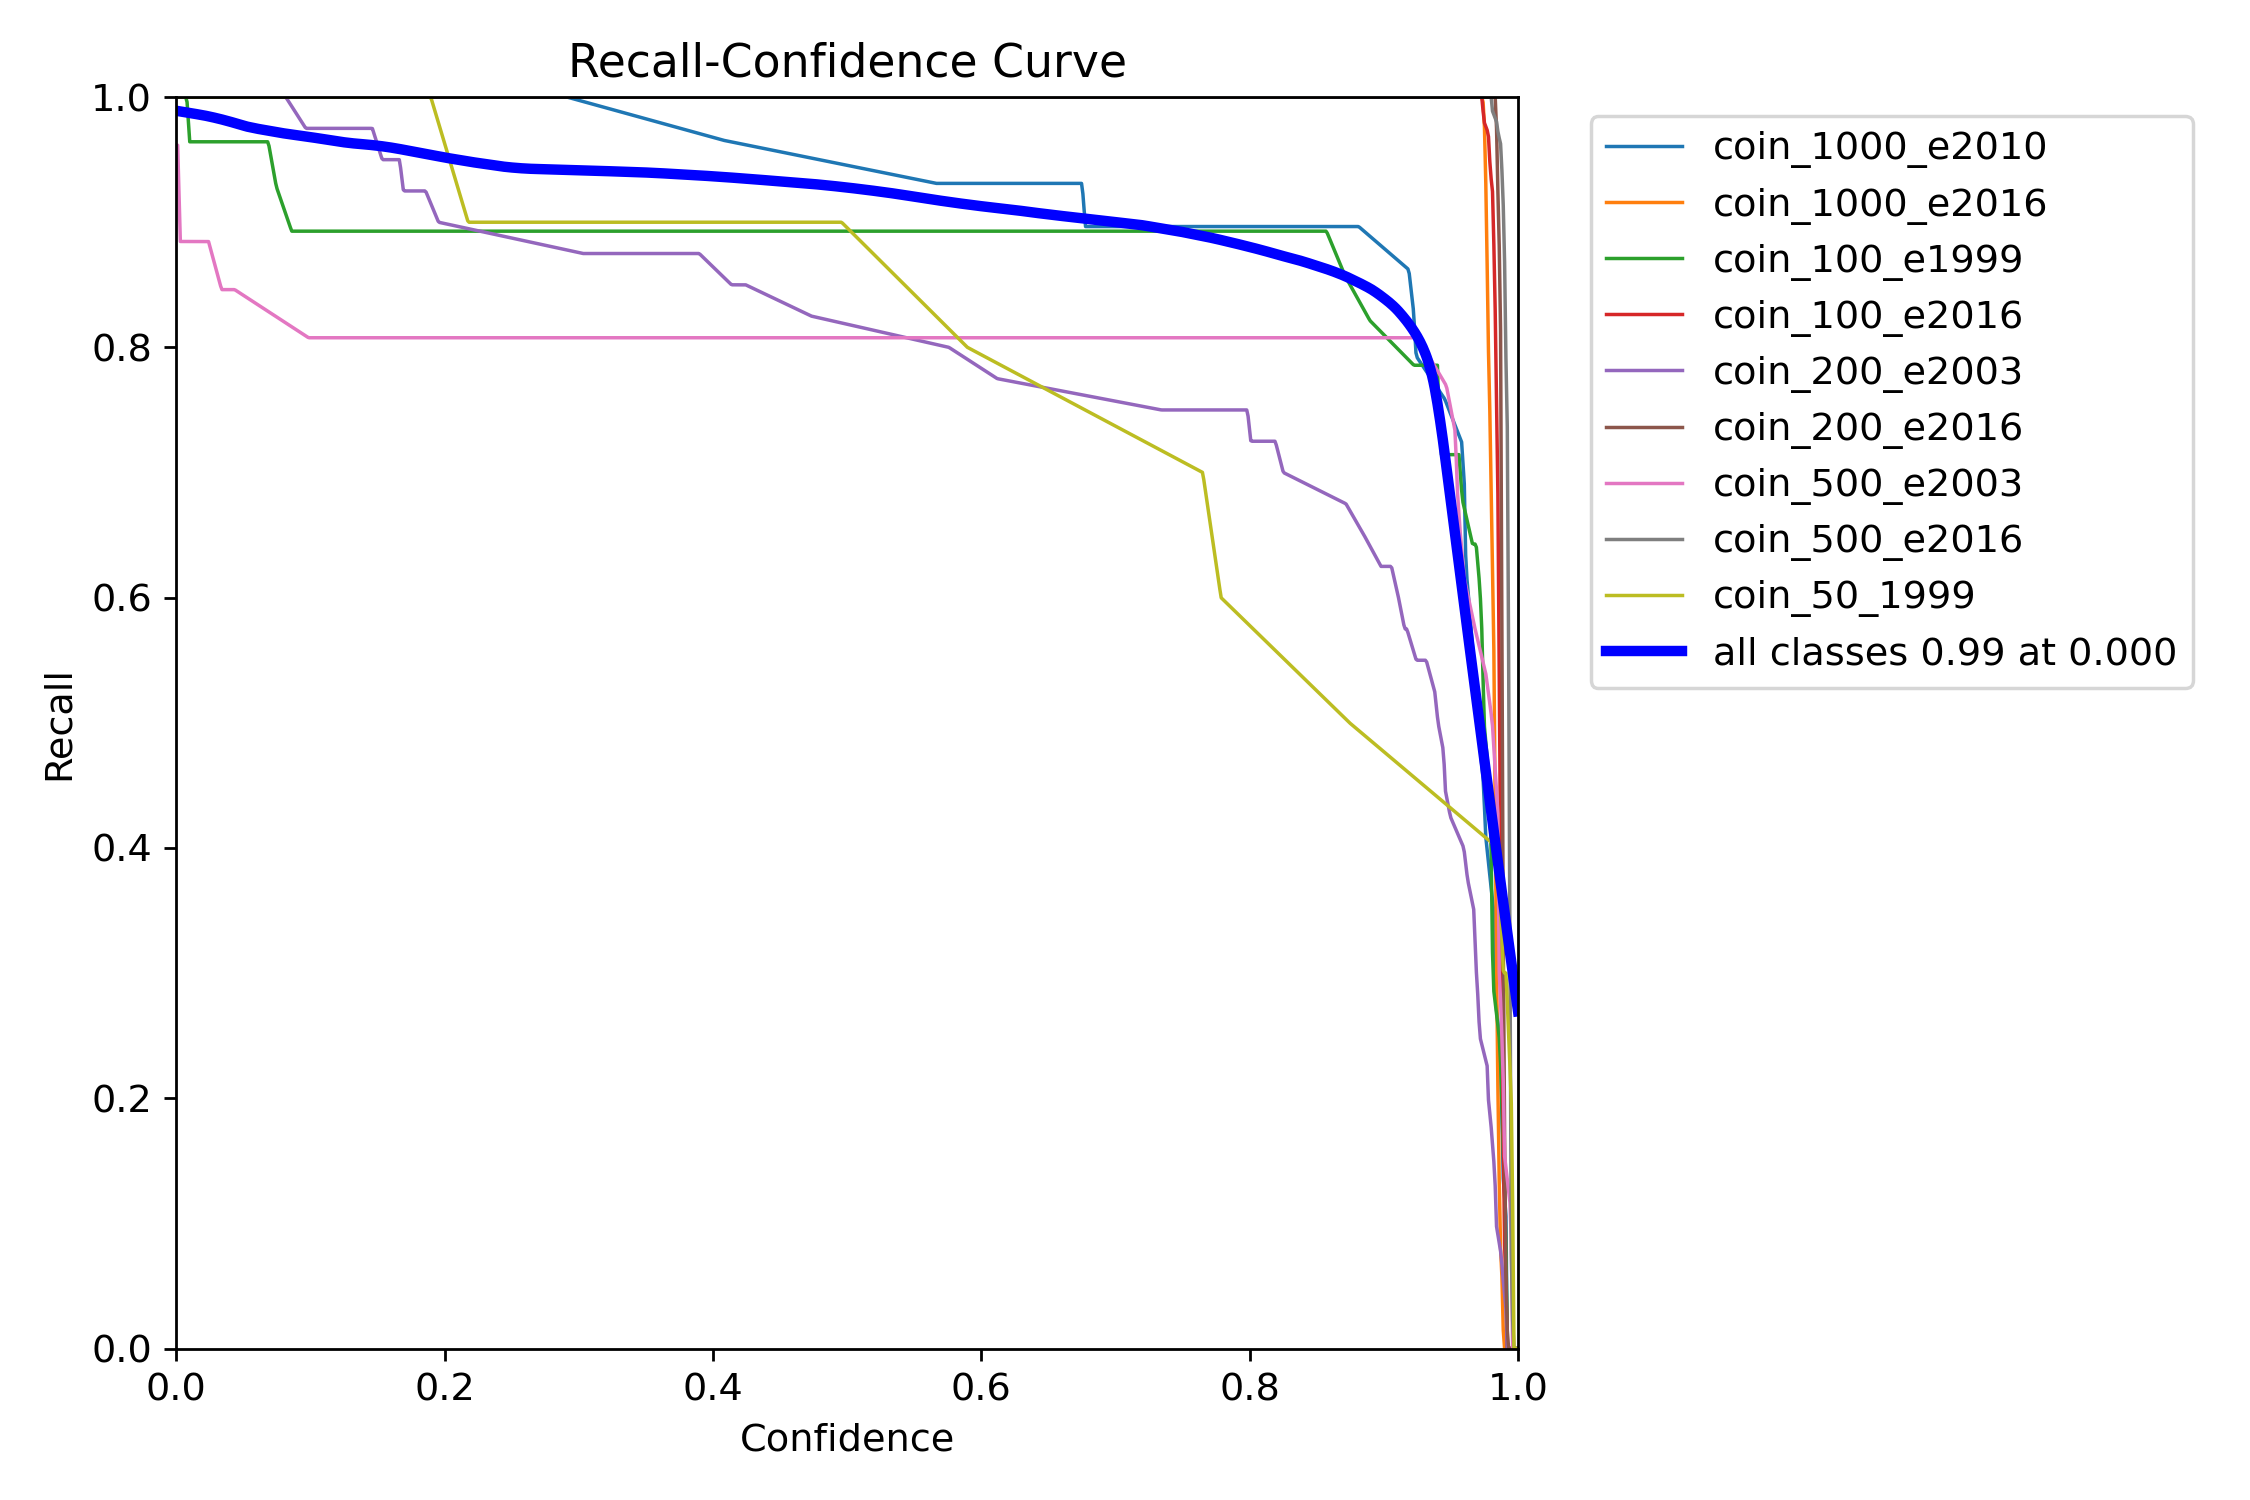 Recall-Confidence Curve
1.0
0.8
0.6
0.4
0.2
0.0
Recall
0.0 0.2 0.4 0.6 0.8 1.0
Confidence
coin_1000_e2010
coin_1000_e2016
coin_100_e1999
coin_100_e2016
coin_200_e2003
coin_200_e2016
coin_500_e2003
coin_500_e2016
coin_50_1999
all classes 0.99 at 0.000